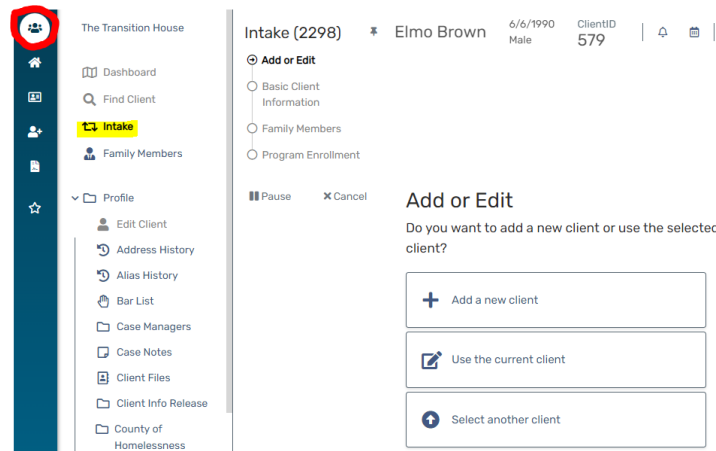 The Transition House
Dashboard
Find Client
Intake
Family Members
Profile
Edit Client
Address History
Alias History
Bar List
Case Managers
Case Notes
Client Files
Client Info Release
County of
Homelessness
Intake (2298)
Elmo Brown
6/6/1990
Male
ClientID
579
Add or Edit
Basic Client
Information
Family Members
Program Enrollment
Pause
Cancel
Add or Edit
Do you want to add a new client or use the selected
client?
Add a new client
Use the current client
Select another client